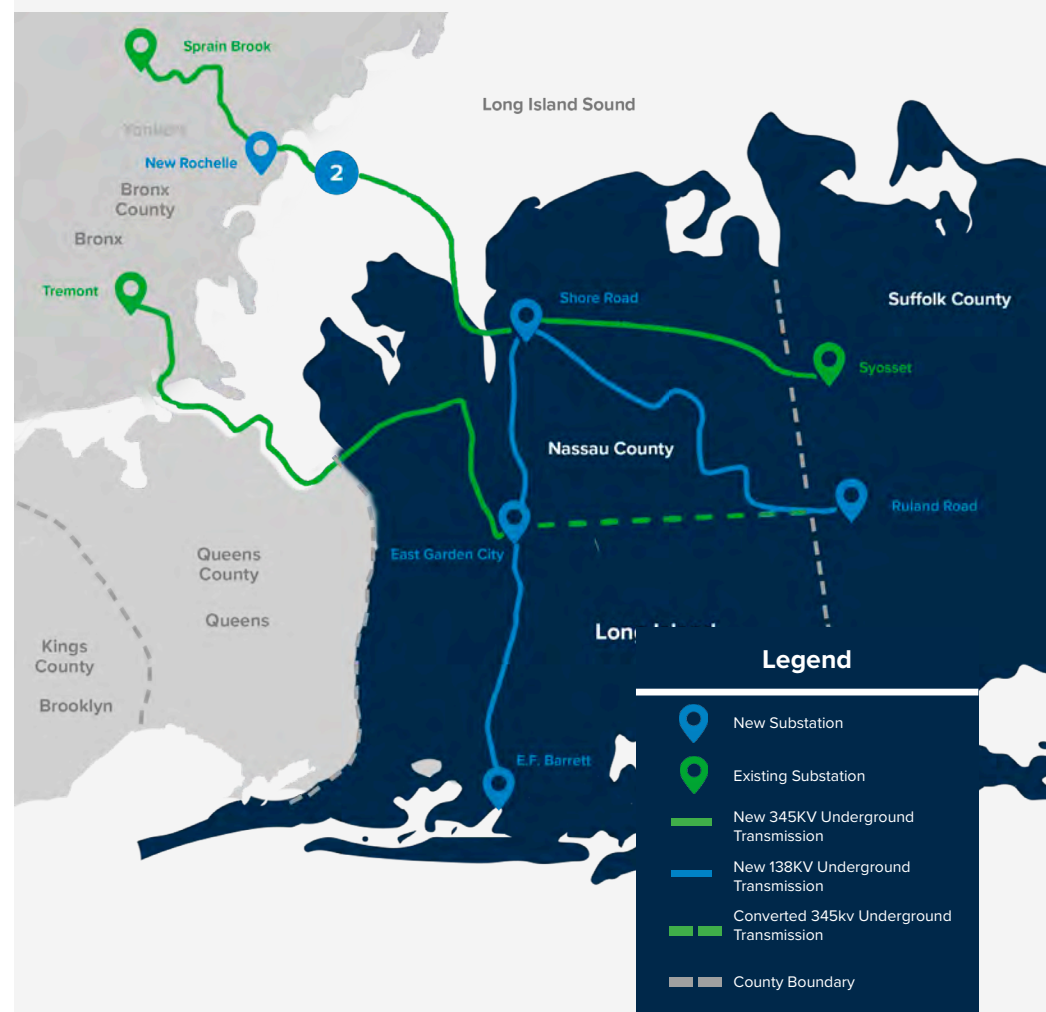 Sprain Brook
Long Island Sound
Yonkers
New Rochelle
2
Bronx
County
Bronx
Tremont
Shore Road
Suffolk County
Syosset
Nassau County
Ruland Road
East Garden City
Queens
County
Queens
Kings
County
Brooklyn
E.F. Barrett
Legend
New Substation
Existing Substation
New 345KV Underground
Transmission
New 138KV Underground
Transmission
Converted 345kv Underground
Transmission
County Boundary